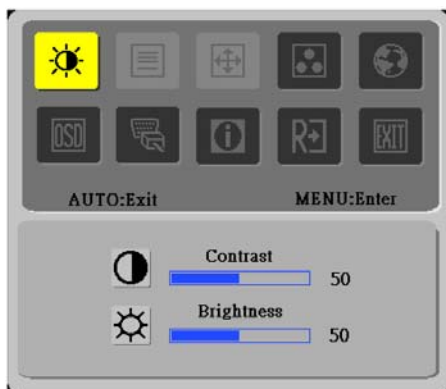 OSD
i
R
EXIT
AUTO:Exit MENU:Enter
Contrast
50
Brightness
50